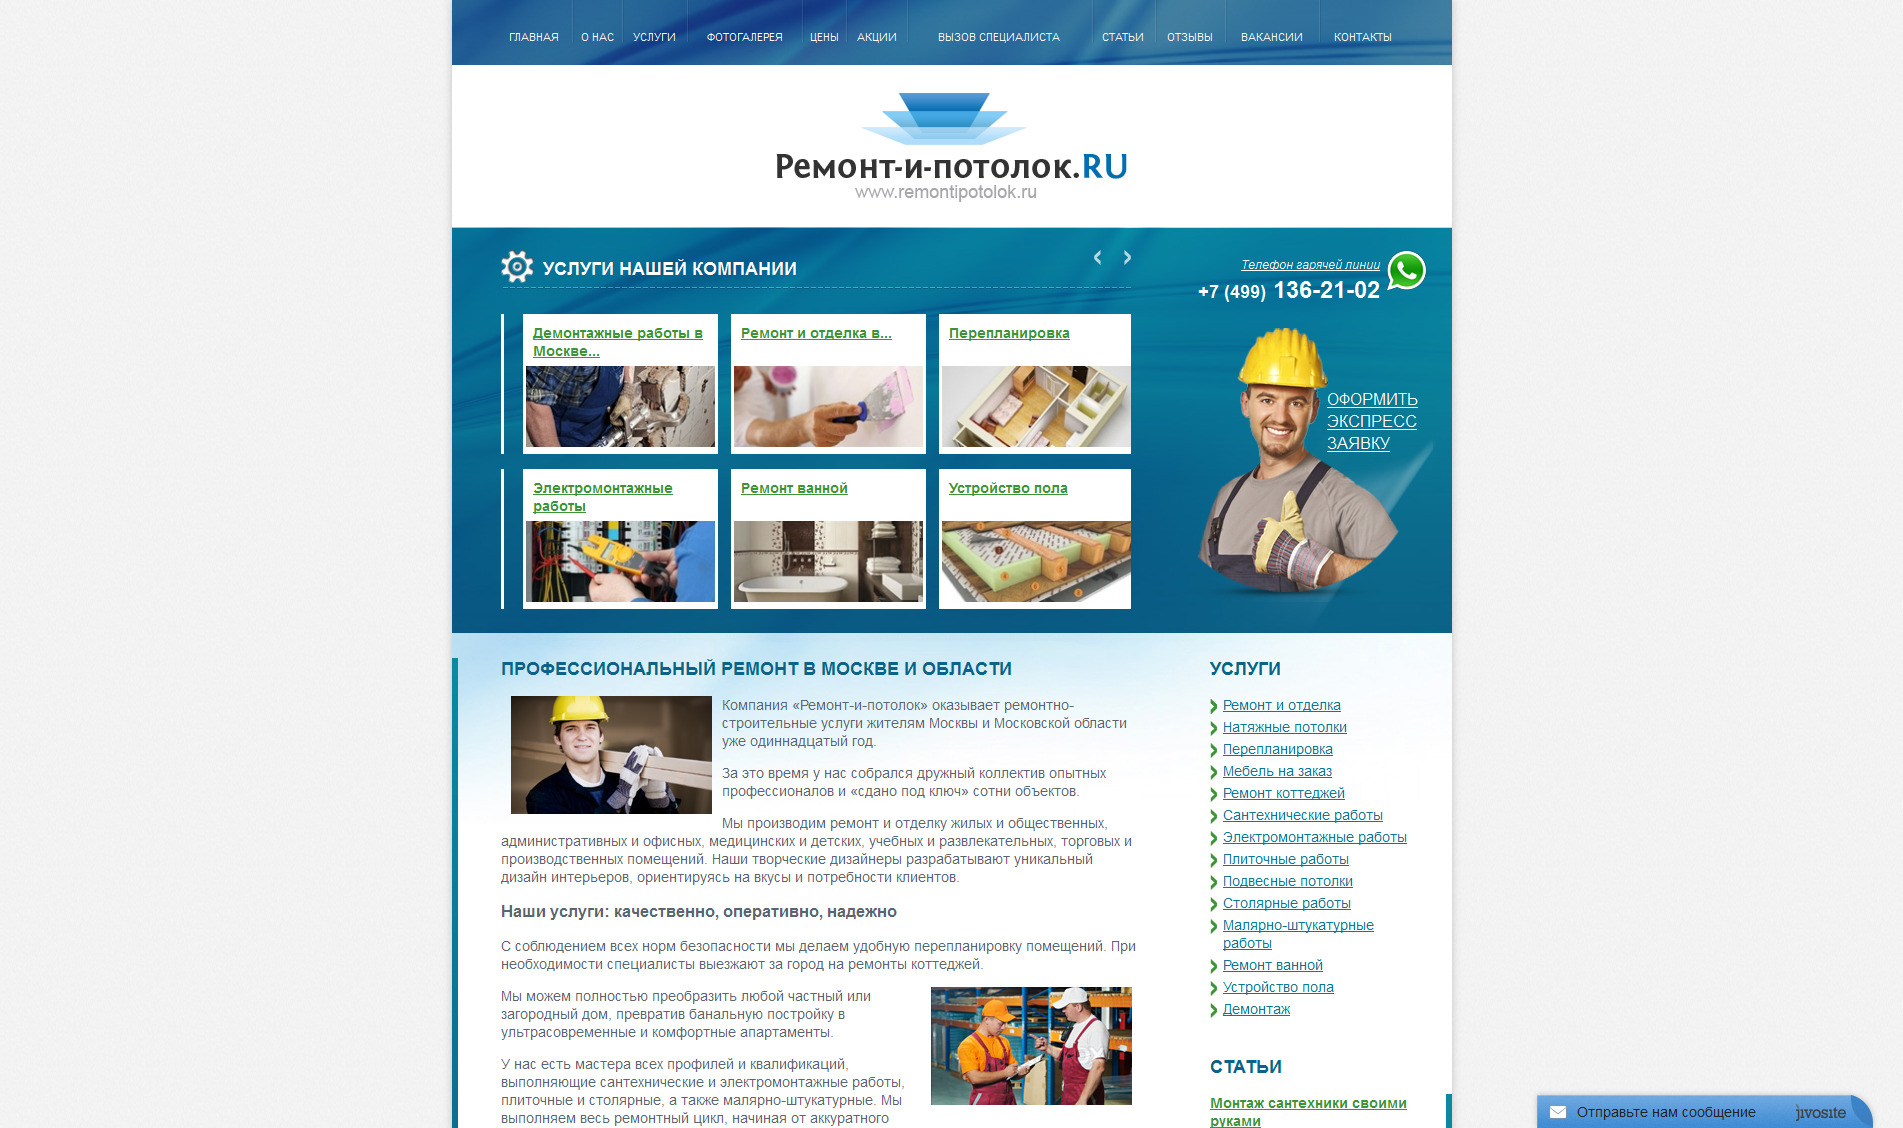 ГЛАВНАЯ О НАС УСЛУГИ ФОТОГАЛЕРЕЯ ЦЕНЫ АКЦИИ ВЫЗОВ СПЕЦИАЛИСТА СТАТЬИ ОТЗЫВЫ ВАКАНСИИ КОНТАКТЫ
Ремонт-и-потолок.RU
www.remontipotolok.ru
УСЛУГИ НАШЕЙ КОМПАНИИ
Телефон гарячей линии
+7 (499) 136-21-02
Демонтажные работы в
Москве...
Ремонт и отделка в...
Перепланировка
ОФОРМИТЬ
ЭКСПРЕСС
ЗАЯВКУ
Электромонтажные
работы
Ремонт ванной
Устройство пола
ПРОФЕССИОНАЛЬНЫЙ РЕМОНТ В МОСКВЕ И ОБЛАСТИ
Компания «Ремонт-и-потолок» оказывает ремонтно-
строительные услуги жителям Москвы и Московской области
уже одиннадцатый год.
За это время у нас собрался дружный коллектив опытных
профессионалов и «сдано под ключ» сотни объектов.
Мы производим ремонт и отделку жилых и общественных,
административных и офисных, медицинских и детских, учебных и развлекательных, торговых и
производственных помещений. Наши творческие дизайнеры разрабатывают уникальный
дизайн интерьеров, ориентируясь на вкусы и потребности клиентов.
Наши услуги: качественно, оперативно, надежно
С соблюдением всех норм безопасности мы делаем удобную перепланировку помещений. При
необходимости специалисты выезжают за город на ремонты коттеджей.
Мы можем полностью преобразить любой частный или
загородный дом, превратив банальную постройку в
ультрасовременные и комфортные апартаменты.
У нас есть мастера всех профилей и квалификаций,
выполняющие сантехнические и электромонтажные работы,
плиточные и столярные, а также малярно-штукатурные. Мы
выполняем весь ремонтный цикл, начиная от аккуратного
УСЛУГИ
Ремонт и отделка
Натяжные потолки
Перепланировка
Мебель на заказ
Ремонт коттеджей
Сантехнические работы
Электромонтажные работы
Плиточные работы
Подвесные потолки
Столярные работы
Малярно-штукатурные
работы
Ремонт ванной
Устройство пола
Демонтаж
СТАТЬИ
Монтаж сантехники своими
руками
Отправьте нам сообщение jivosite